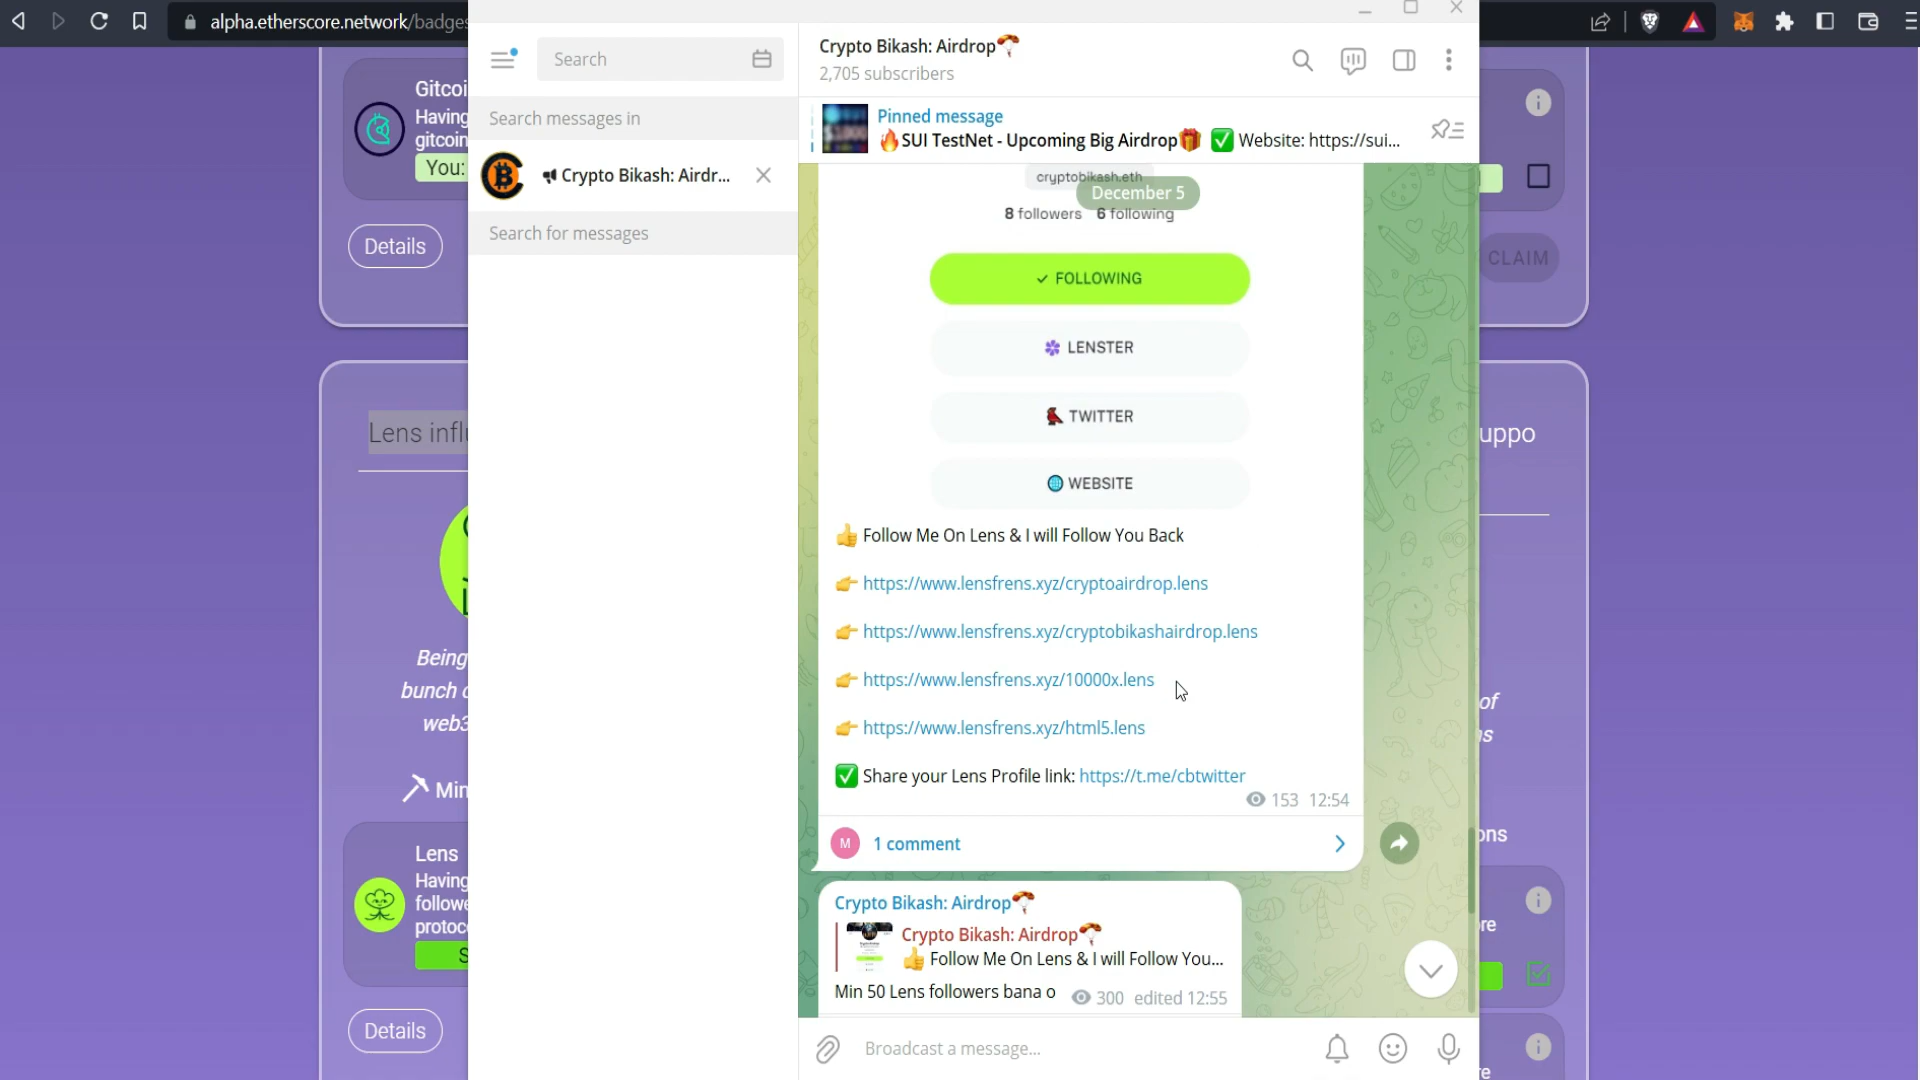 alpha.etherscore.network/badges
Gitcoi
Having
gitcoin
You:
Details
CLAIM
Lens influ
uppo
Being
bunch o
web3
of
ns
Min
ons
Lens
Having
followe
protoco
S
re
Details
re
Search
Search messages in
Crypto Bikash: Airdr...
Search for messages
Crypto Bikash: Airdrop
2,705 subscribers
Pinned message
🔥SUI TestNet - Upcoming Big Airdrop🎁 ✅ Website: https://sui...
cryptobikash.eth
December 5
8 followers 6 following
✓ FOLLOWING
LENSTER
TWITTER
WEBSITE
👍 Follow Me On Lens & I will Follow You Back
👉 https://www.lensfrens.xyz/cryptoairdrop.lens
👉 https://www.lensfrens.xyz/cryptobikashairdrop.lens
👉 https://www.lensfrens.xyz/10000x.lens
👉 https://www.lensfrens.xyz/html5.lens
✅ Share your Lens Profile link: https://t.me/cbtwitter
153 12:54
M
1 comment
Crypto Bikash: Airdrop
Crypto Bikash: Airdrop
👍 Follow Me On Lens & I will Follow You...
Min 50 Lens followers bana o
300 edited 12:55
Broadcast a message...